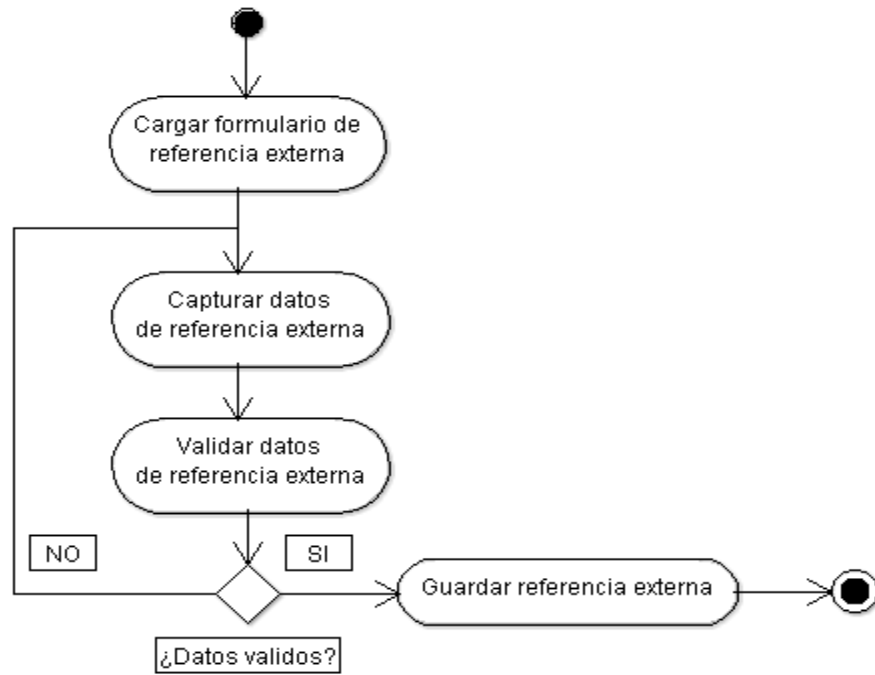 Cargar formulario de
referencia externa
Capturar datos
de referencia externa
Validar datos
de referencia externa
NO
SI
Guardar referencia externa
¿Datos validos?